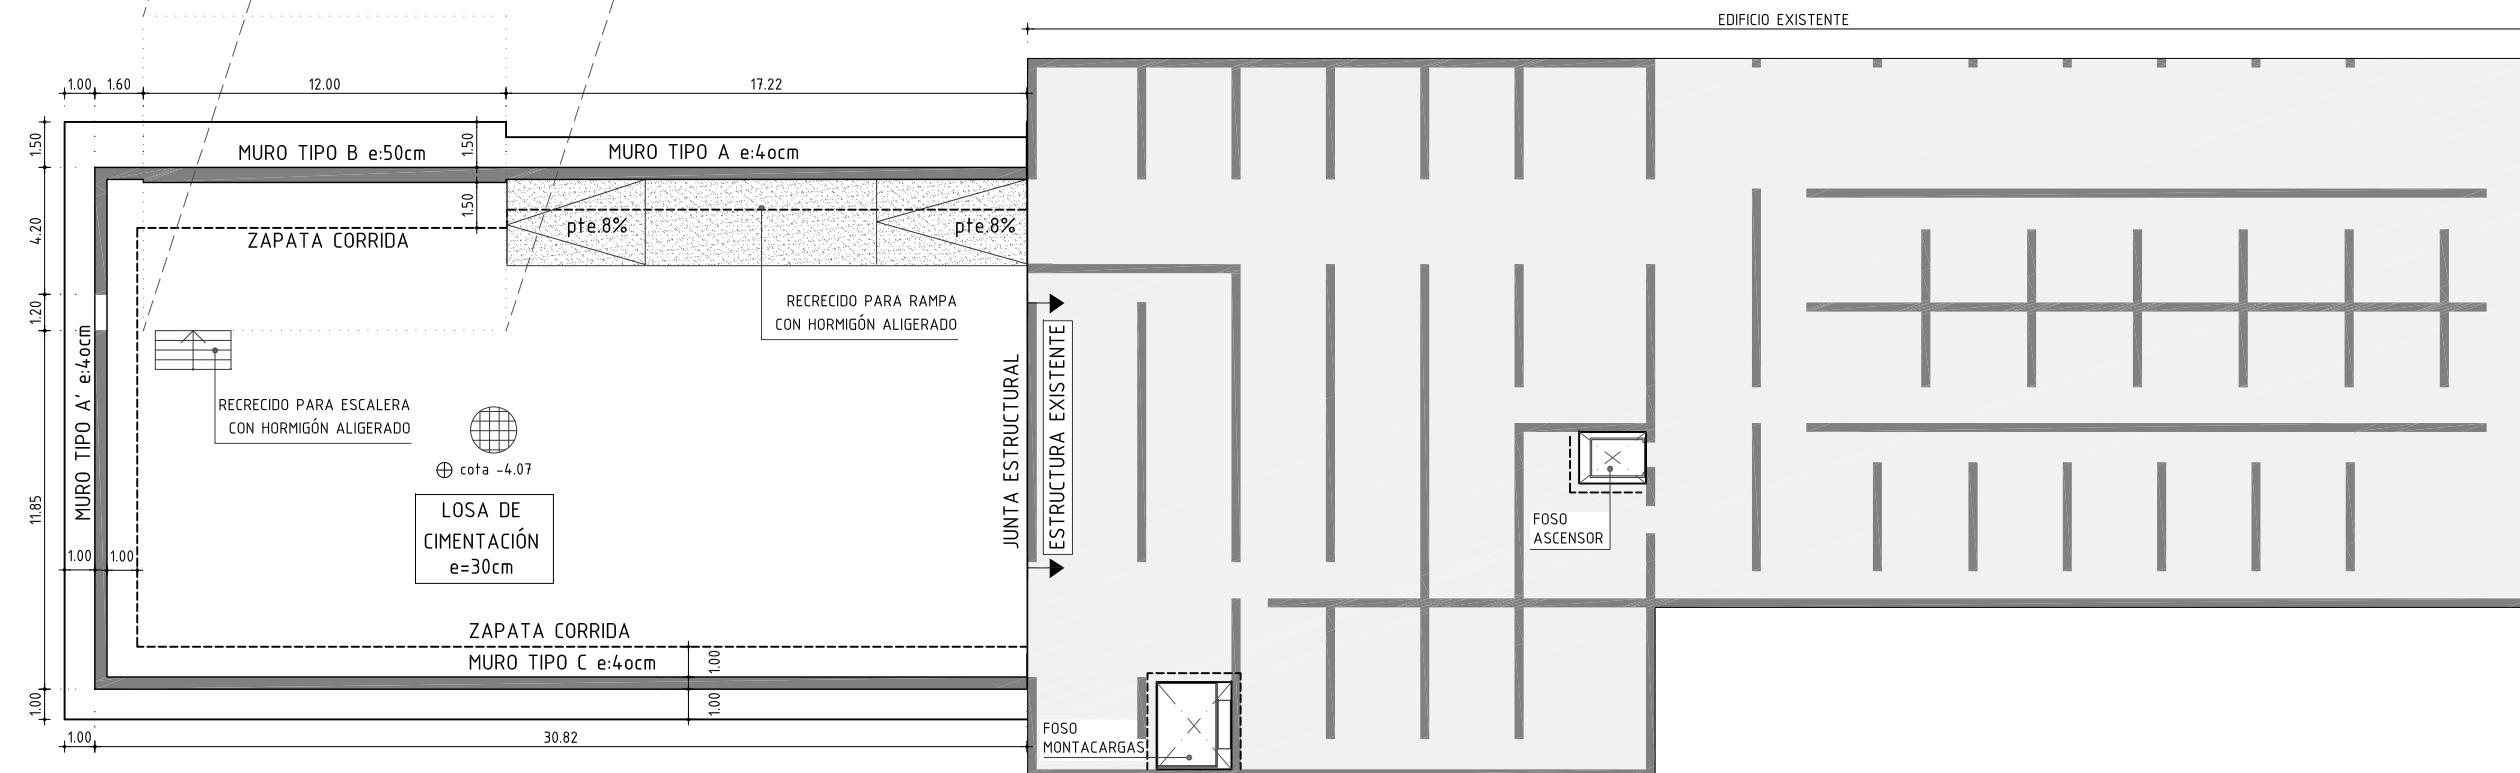 EDIFICIO EXISTENTE
1.00
1.60
12.00
17.22
1.50
MURO TIPO B e:50cm
1.50
MURO TIPO A e:40cm
4.20
1.50
ZAPATA CORRIDA
pte.8%
pte.8%
1.20
RECRECIDO PARA RAMPA
CON HORMIGÓN ALIGERADO
MURO TIPO A' e:40cm
RECRECIDO PARA ESCALERA
CON HORMIGÓN ALIGERADO
JUNTA ESTRUCTURAL
ESTRUCTURA EXISTENTE
cota -4.07
11.85
LOSA DE
CIMENTACIÓN
e=30cm
1.00
1.00
FOSO
ASCENSOR
ZAPATA CORRIDA
MURO TIPO C e:40cm
1.00
1.00
1.00
1.00
30.82
FOSO
MONTACARGAS